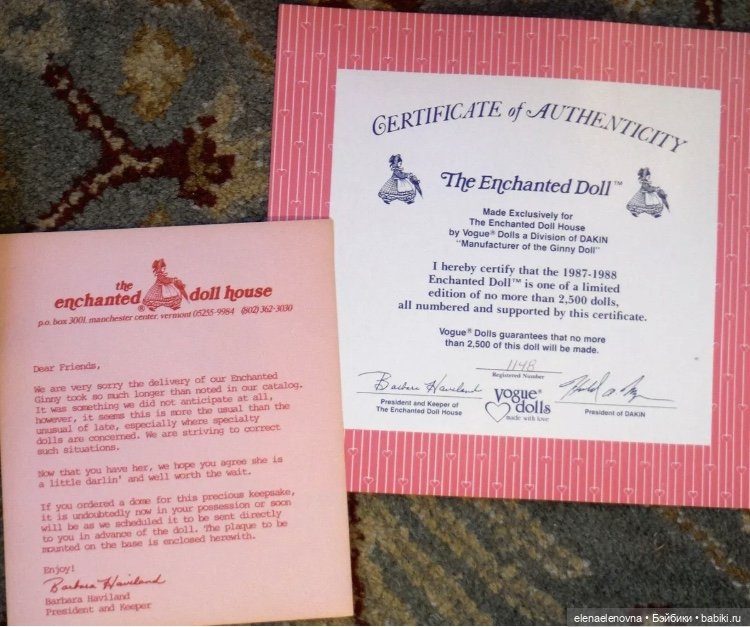 CERTIFICATE of AUTHENTICITY
The Enchanted Doll™
Made Exclusively for
The Enchanted Doll House
by Vogue® Dolls a Division of DAKIN
"Manufacturer of the Ginny Doll"
I hereby certify that the 1987-1988
Enchanted Doll™ is one of a limited
edition of no more than 2,500 dolls,
all numbered and supported by this certificate.
Vogue® Dolls guarantees that no more
than 2,500 of this doll will be made.
1148
Registered Number
Barbara Haviland
President and Keeper of
The Enchanted Doll House
Vogue®
dolls
made with love
President of DAKIN
the
enchanted doll house
®
p.o. box 3001, manchester center, vermont 05255-9984 (802) 362-3030
Dear Friends,
We are very sorry the delivery of our Enchanted
Ginny took so much longer than noted in our catalog.
It was something we did not anticipate at all,
however, it seems this is more the usual than the
unusual of late, especially where specialty
dolls are concerned. We are striving to correct
such situations.
Now that you have her, we hope you agree she is
a little darlin' and well worth the wait.
If you ordered a dome for this precious keepsake,
it is undoubtedly now in your possession or soon
will be as we scheduled it to be sent directly
to you in advance of the doll. The plaque to be
mounted on the base is enclosed herewith.
Enjoy!
Barbara Haviland
Barbara Haviland
President and Keeper
elenaelenovna • Бэйбики • babiki.ru